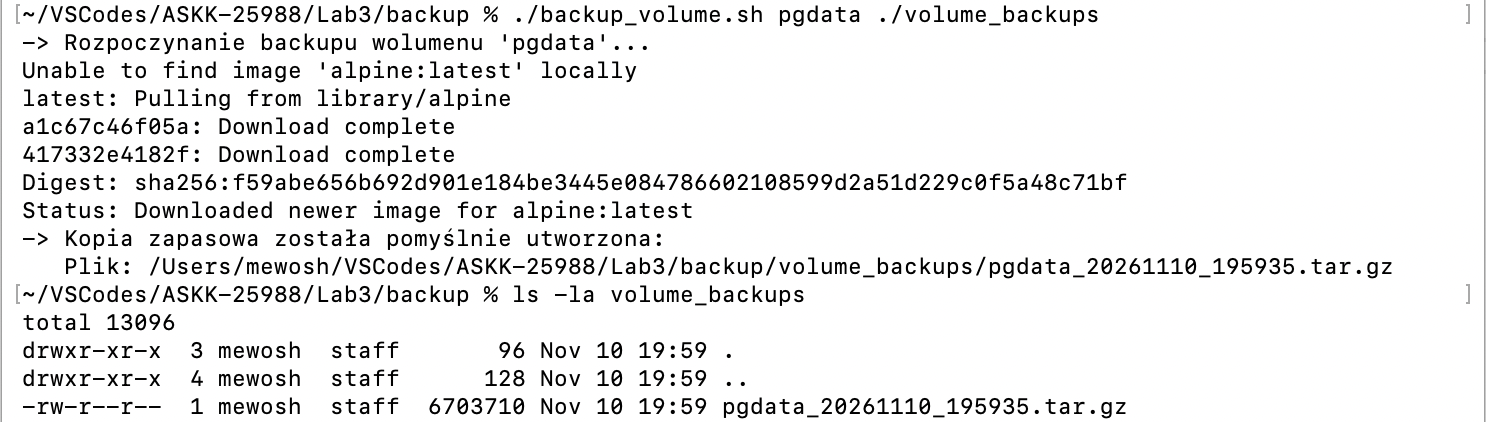 [~/VSCodes/ASKK-25988/Lab3/backup % ./backup_volume.sh pgdata ./volume_backups ]
—> Rozpoczynanie backupu wolumenu 'pgdata'...
Unable to find image 'alpine:latest' locally
latest: Pulling from library/alpine
a1c67c46f05a: Download complete
417332e4182f: Download complete
Digest: sha256:f59abe656b692d901e184be3445e084786602108599d2a51d229c0f5a48c71bf
Status: Downloaded newer image for alpine:latest
—> Kopia zapasowa została pomyślnie utworzona:
   Plik: /Users/mewosh/VSCodes/ASKK-25988/Lab3/backup/volume_backups/pgdata_20261110_195935.tar.gz
[~/VSCodes/ASKK-25988/Lab3/backup % ls -la volume_backups ]
total 13096
drwxr-xr-x  3 mewosh  staff       96 Nov 10 19:59 .
drwxr-xr-x  4 mewosh  staff      128 Nov 10 19:59 ..
-rw-r--r--  1 mewosh  staff  6703710 Nov 10 19:59 pgdata_20261110_195935.tar.gz